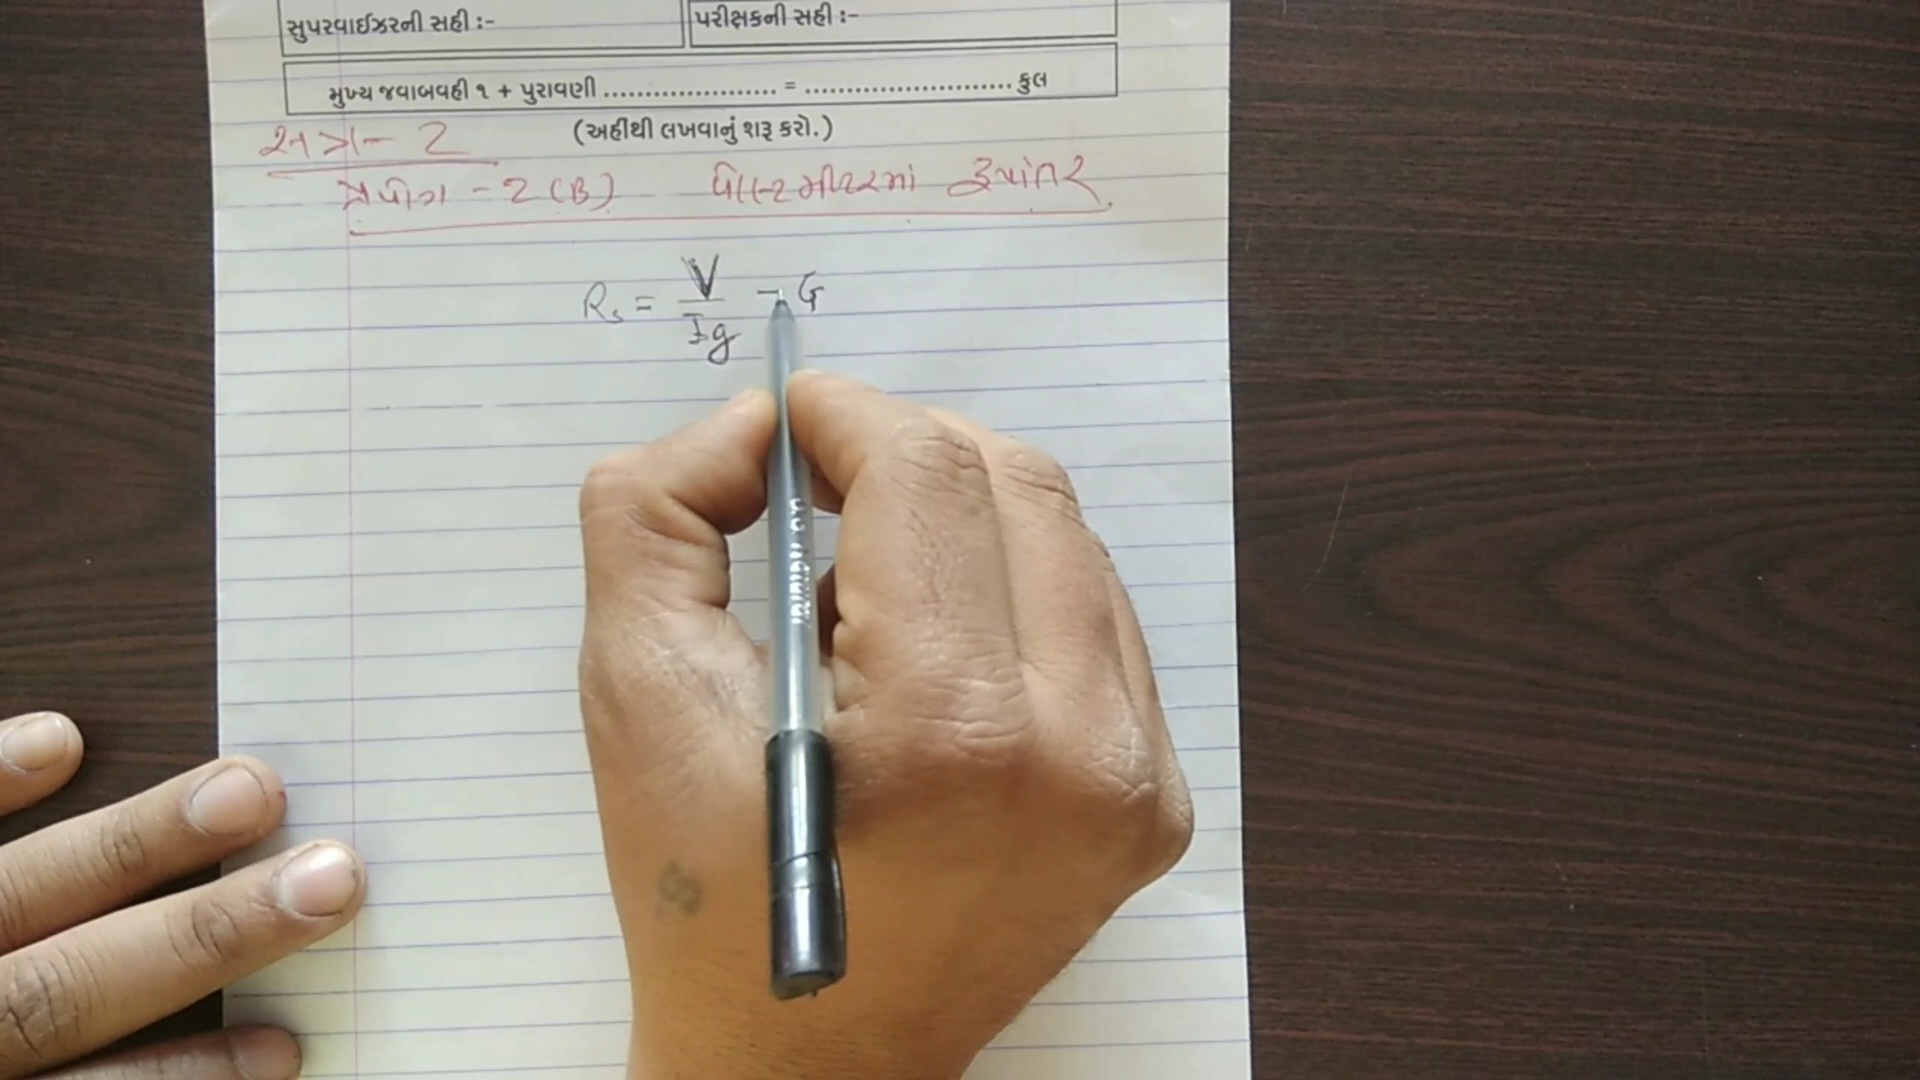 સુપરવાઈઝરની સહી :- પરીક્ષકની સહી :-
મુખ્ય જવાબવહી ૧ + પુરાવણી .................... = ......................... કુલ
(અહીંથી લખવાનું શરૂ કરો.)
સત્ર - 2
પ્રયોગ - 2 (B) વોલ્ટમીટરમાં રૂપાંતર
Rs = V/Ig - G